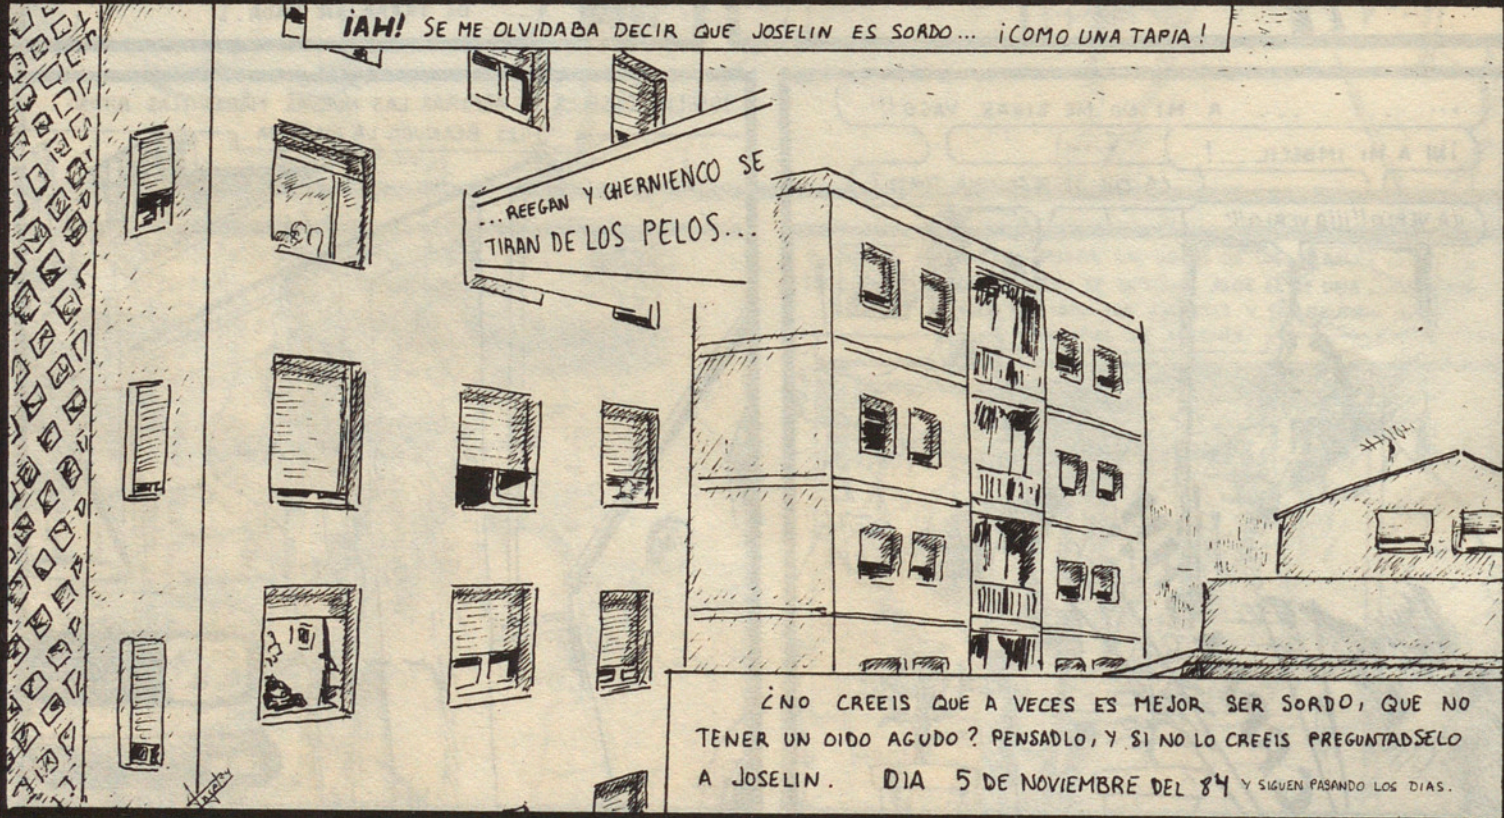 ¡AH! SE ME OLVIDABA DECIR QUE JOSELIN ES SORDO... ¡COMO UNA TAPIA!
...REEGAN Y CHERNIENCO SE
TIRAN DE LOS PELOS...
¿NO CREEIS QUE A VECES ES MEJOR SER SORDO, QUE NO
TENER UN OIDO AGUDO? PENSADLO, Y SI NO LO CREEIS PREGUNTADSELO
A JOSELIN. DIA 5 DE NOVIEMBRE DEL 84 Y SIGUEN PASANDO LOS DIAS.